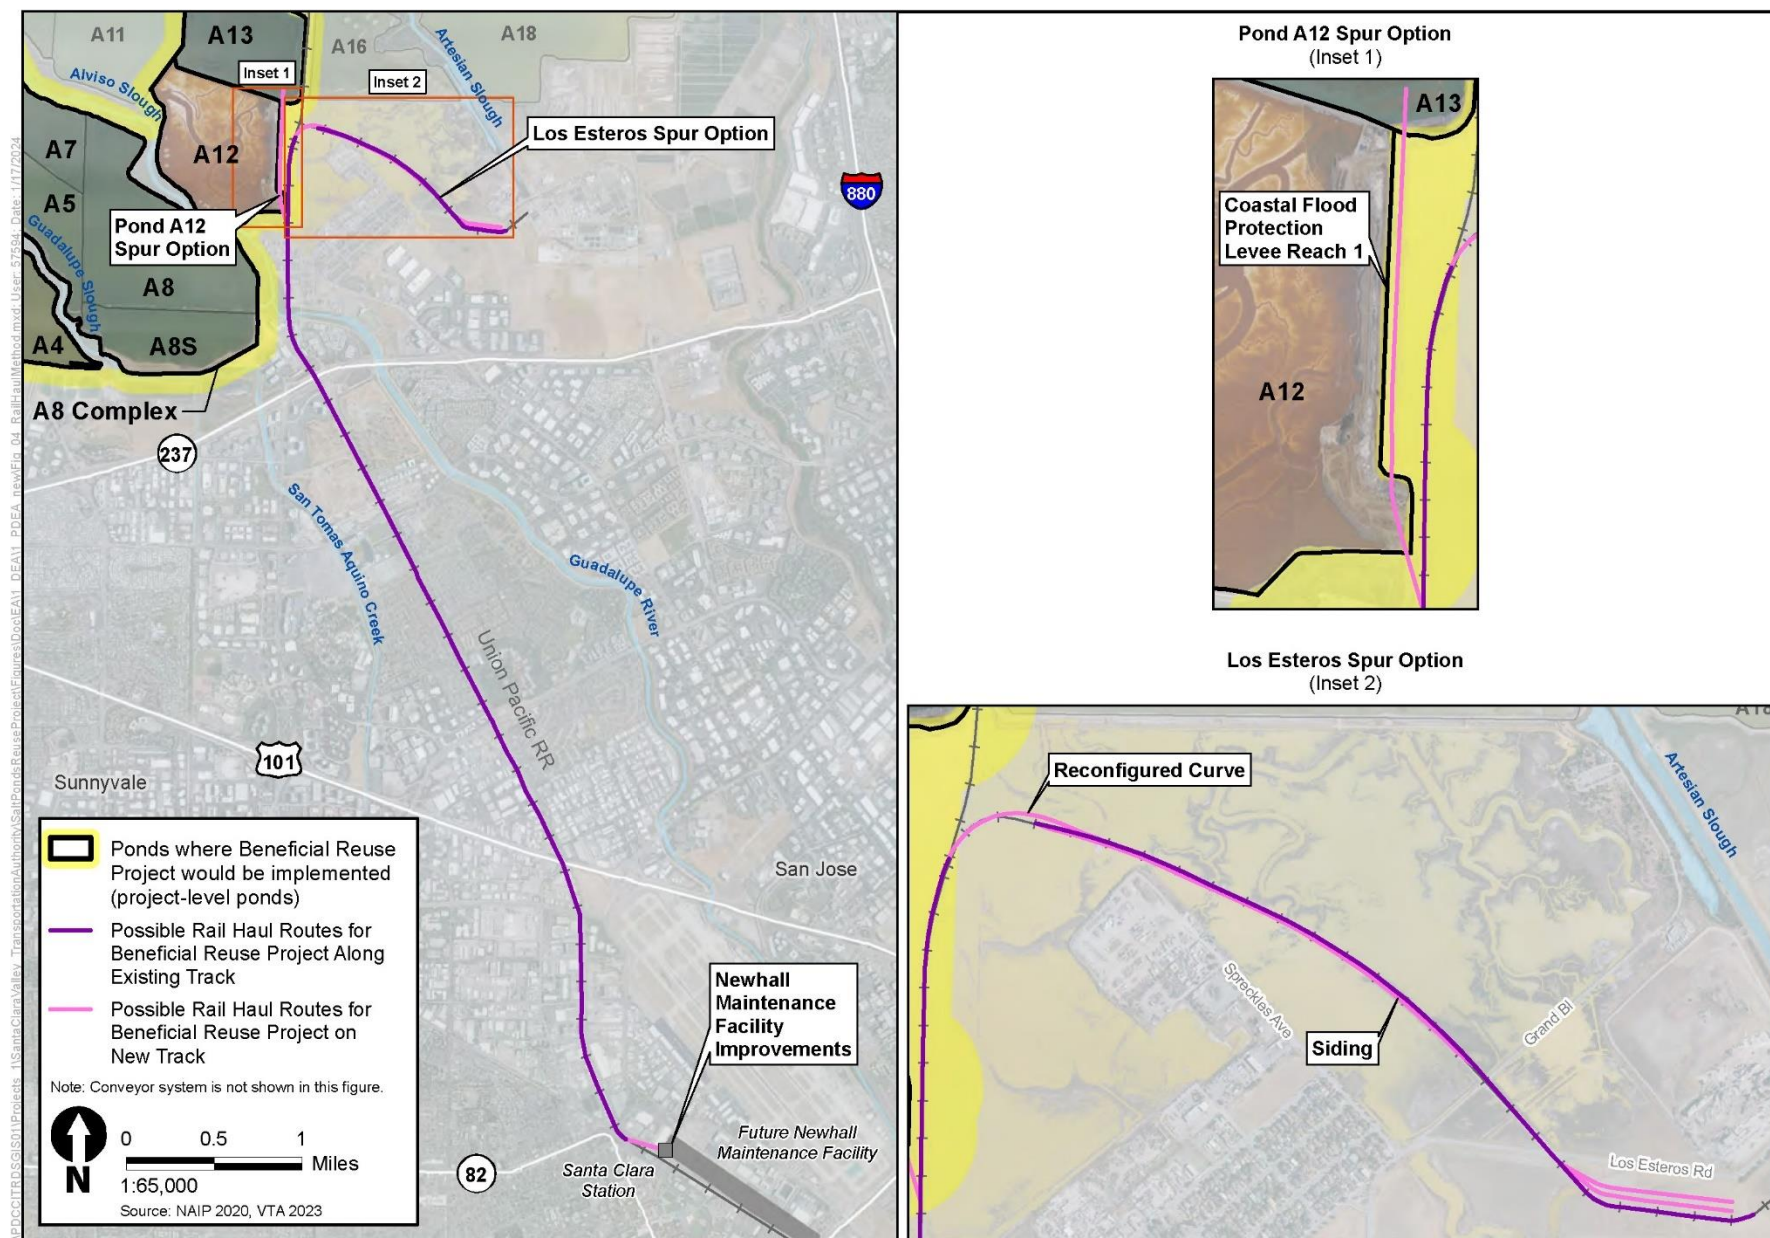 A11
A13
A16
A18
Artesian Slough
Inset 1
Inset 2
Alviso Slough
Los Esteros Spur Option
A7
A12
A5
880
Guadalupe Slough
Pond A12
Spur Option
A8
A4
A8S
A8 Complex
237
San Tomas Aquino Creek
Guadalupe River
Union Pacific RR
101
Sunnyvale
San Jose
Ponds where Beneficial Reuse
Project would be implemented
(project-level ponds)
Possible Rail Haul Routes for
Beneficial Reuse Project Along
Existing Track
Possible Rail Haul Routes for
Beneficial Reuse Project on
New Track
Note: Conveyor system is not shown in this figure.
N
0 0.5 1
Miles
1:65,000
Source: NAIP 2020, VTA 2023
Newhall
Maintenance
Facility
Improvements
Future Newhall
Maintenance Facility
Santa Clara
Station
82
Pond A12 Spur Option
(Inset 1)
A13
Coastal Flood
Protection
Levee Reach 1
A12
Los Esteros Spur Option
(Inset 2)
Reconfigured Curve
Artesian Slough
Spreckles Ave
Grand Bl
Siding
Los Esteros Rd